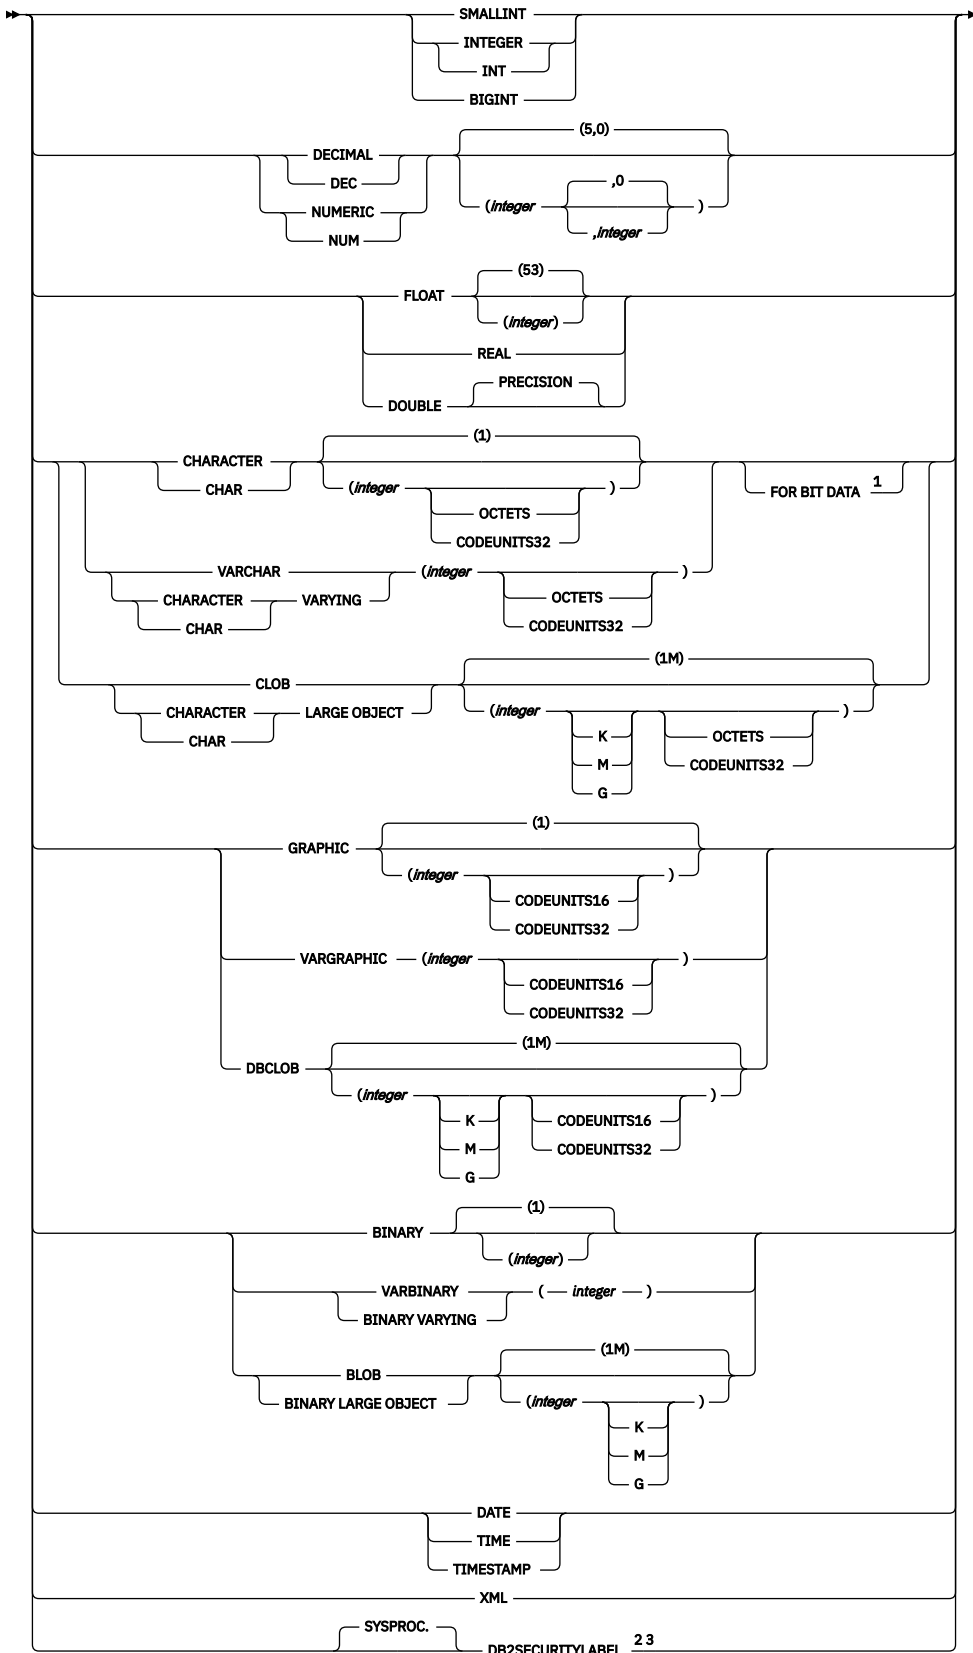 SMALLINT
INTEGER
INT
BIGINT
(5,0)
DECIMAL
DEC
,0
(integer )
NUMERIC
,integer
NUM
(53)
FLOAT
(integer)
REAL
PRECISION
DOUBLE
(1)
CHARACTER
CHAR (integer ) FOR BIT DATA 1
OCTETS
CODEUNITS32
VARCHAR (integer )
CHARACTER VARYING OCTETS
CHAR CODEUNITS32
(1M)
CLOB
CHARACTER LARGE OBJECT (integer )
CHAR K OCTETS
M CODEUNITS32
G
(1)
GRAPHIC
(integer )
CODEUNITS16
CODEUNITS32
VARGRAPHIC (integer )
CODEUNITS16
CODEUNITS32
(1M)
DBCLOB
(integer )
K CODEUNITS16
M CODEUNITS32
G
(1)
BINARY
(integer)
VARBINARY ( integer )
BINARY VARYING
(1M)
BLOB
BINARY LARGE OBJECT (integer )
K
M
G
DATE
TIME
TIMESTAMP
XML
SYSPROC.
DB2SECURITYLABEL 2 3